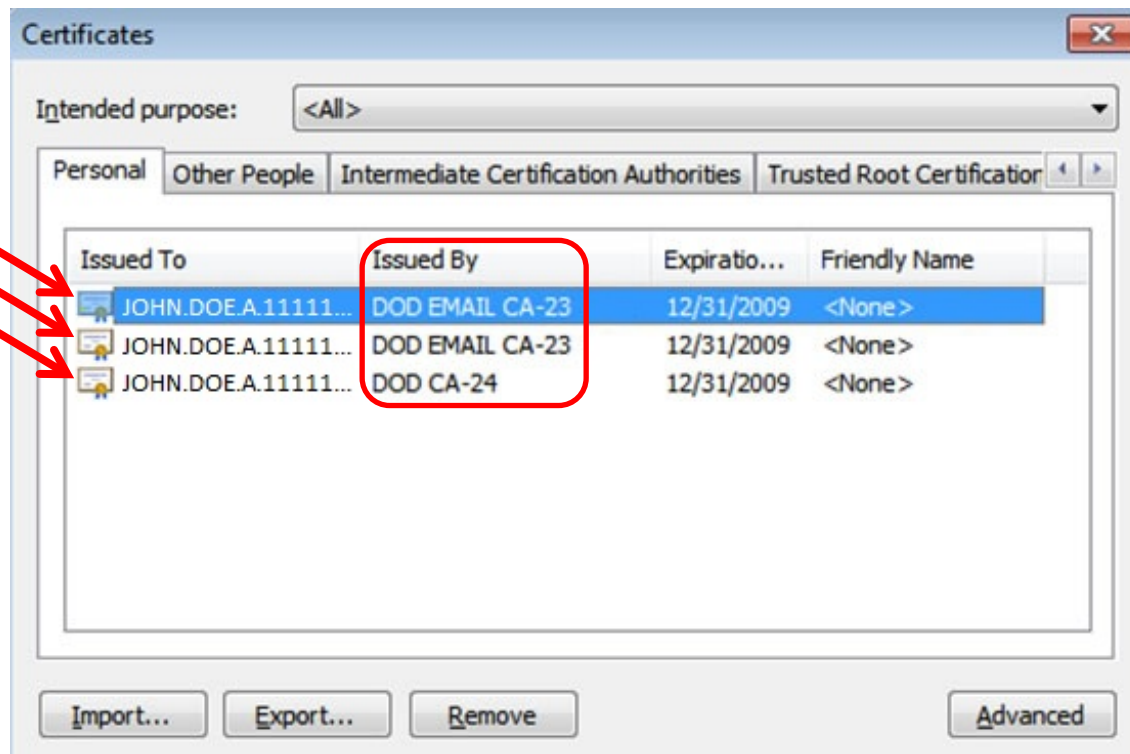 Certificates
Intended purpose: <All>
Personal Other People Intermediate Certification Authorities Trusted Root Certification
Issued To Issued By Expiratio... Friendly Name
JOHN.DOE.A.11111... DOD EMAIL CA-23 12/31/2009 <None>
JOHN.DOE.A.11111... DOD EMAIL CA-23 12/31/2009 <None>
JOHN.DOE.A.11111... DOD CA-24 12/31/2009 <None>
Import... Export... Remove Advanced